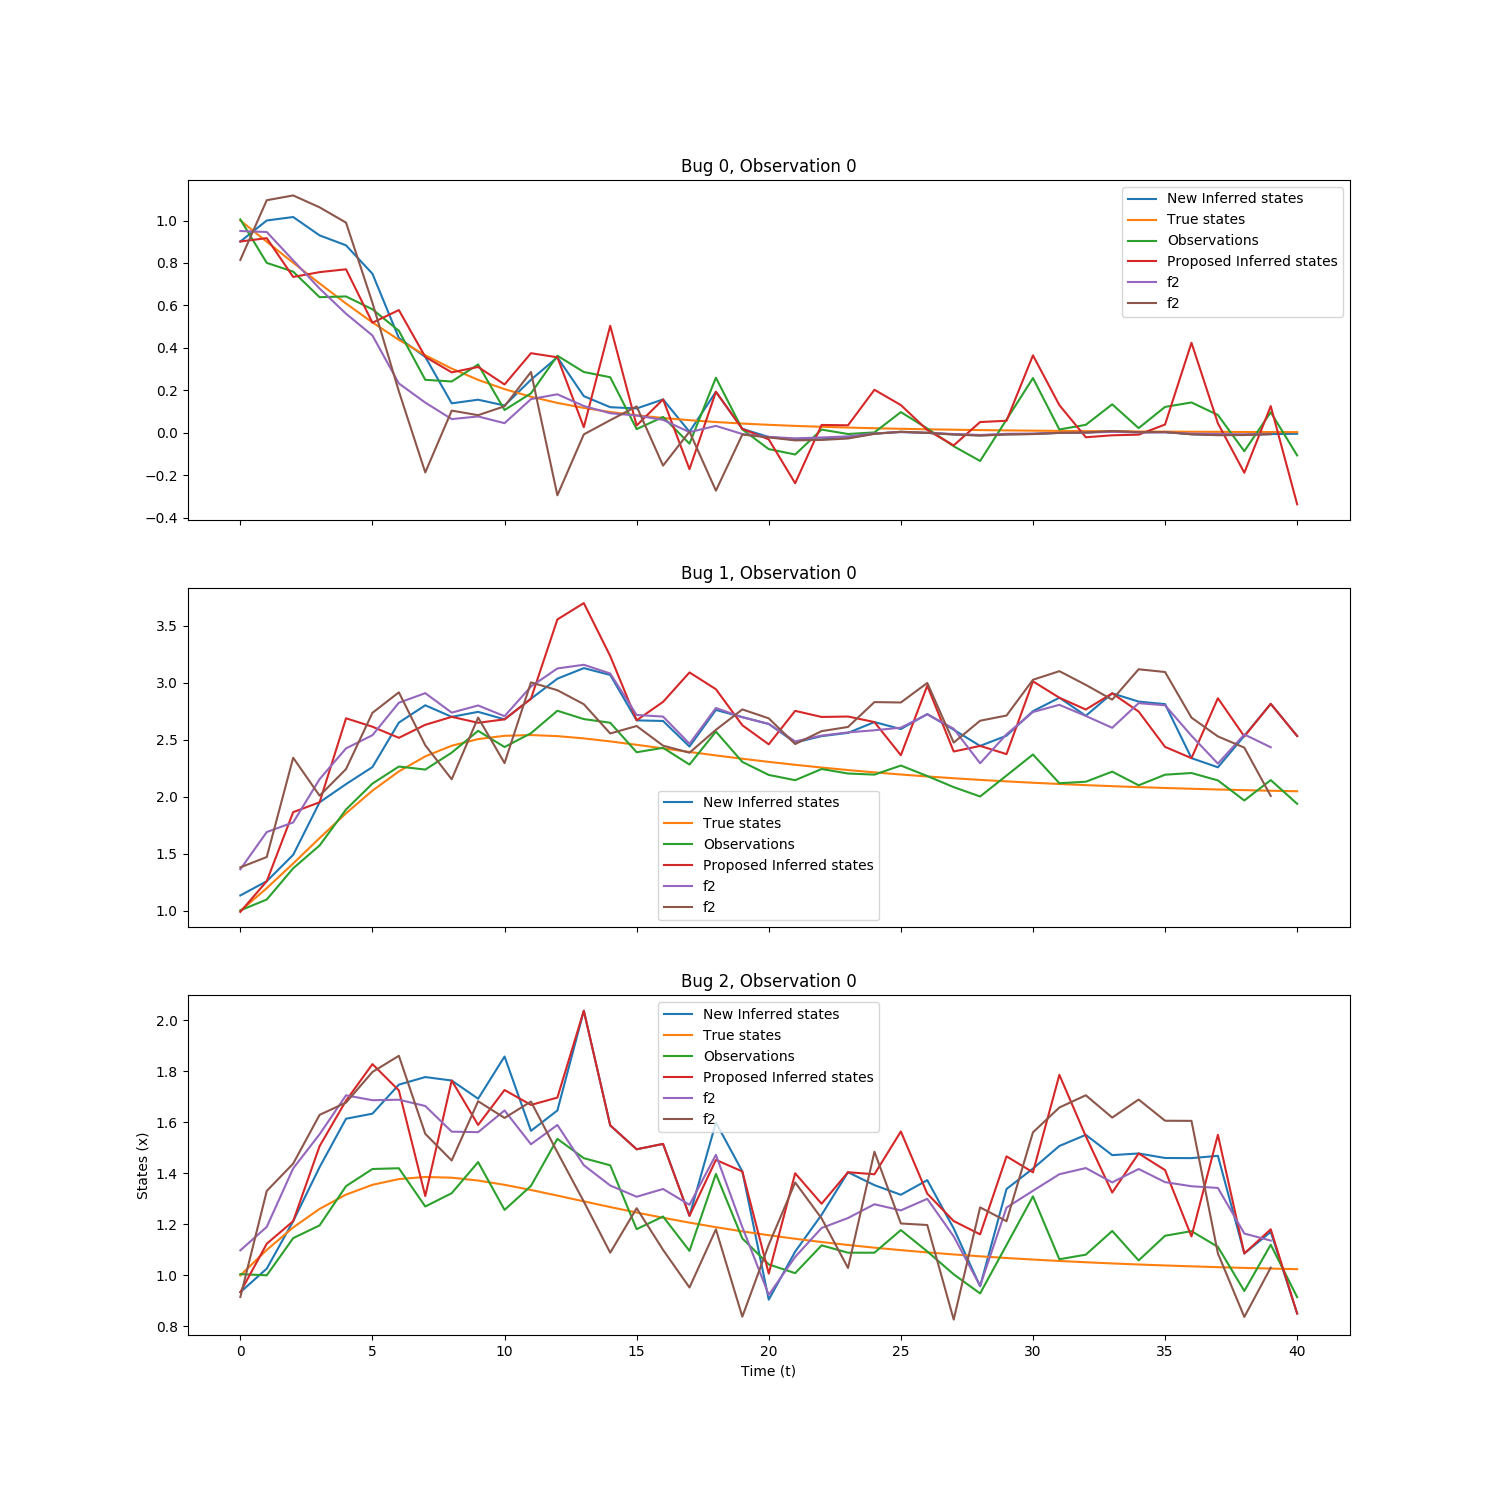 Bug 0, Observation 0
1.0
0.8
0.6
0.4
0.2
0.0
−0.2
−0.4
New Inferred states
True states
Observations
Proposed Inferred states
f2
f2
Bug 1, Observation 0
3.5
3.0
2.5
2.0
1.5
1.0
New Inferred states
True states
Observations
Proposed Inferred states
f2
f2
Bug 2, Observation 0
2.0
1.8
1.6
1.4
1.2
1.0
0.8
States (x)
New Inferred states
True states
Observations
Proposed Inferred states
f2
f2
0 5 10 15 20 25 30 35 40
Time (t)